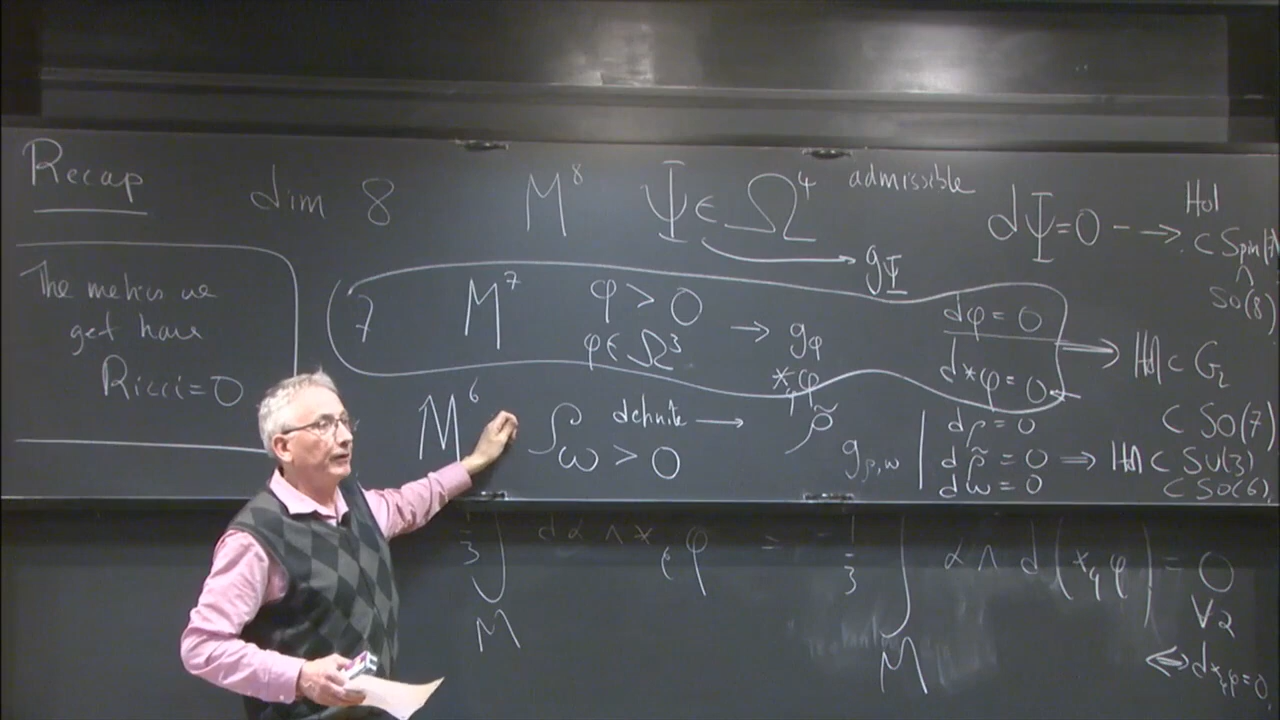 Recap
dim 8 M⁸ Ψ ∈ Ω⁴ admissible dΨ=0 --→ Hol ⊂ Spin(7)
∧
SO(8)
→ g_Ψ
The metrics we
get have
Ricci=0
7 M⁷ φ > 0 → g_φ dφ = 0
φ ∈ Ω³ *φ d*φ = 0 → Hol ⊂ G₂
⊂ SO(7)
M⁶ ρ definite → ρ̃ dρ = 0
ω > 0 g_ρ,ω dρ̃ = 0 ⇒ Hol ⊂ SU(3)
dω = 0 ⊂ SO(6)
1/3 ∫_M dα ∧ *φ = - 1/3 ∫_M α ∧ d(*_φ φ) = 0
∀α
⟺ d*_φ φ=0